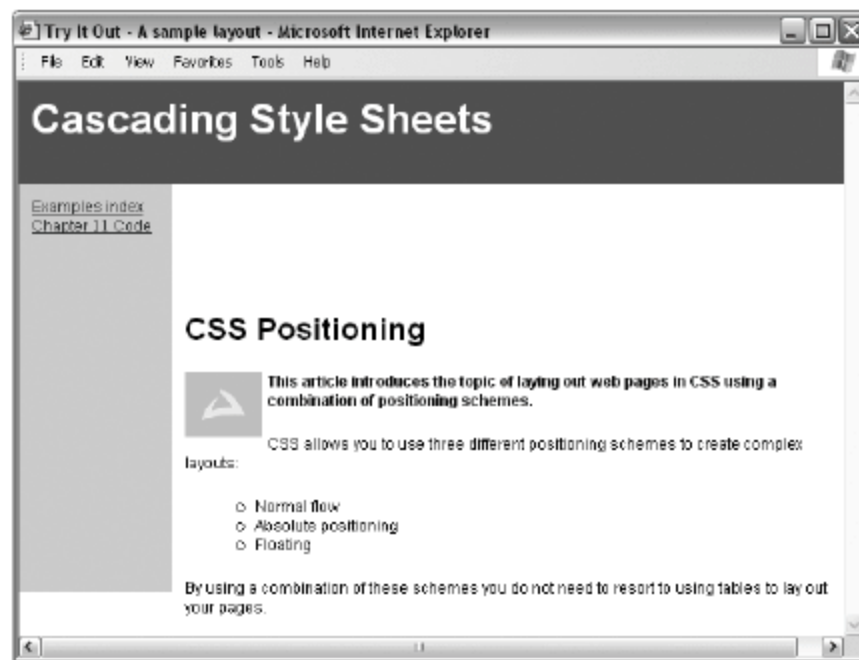 Try It Out - A sample layout - Microsoft Internet Explorer
File Edit View Favorites Tools Help
Cascading Style Sheets
Examples index
Chapter 11 Code
CSS Positioning
This article introduces the topic of laying out web pages in CSS using a
combination of positioning schemes.
CSS allows you to use three different positioning schemes to create complex
layouts:
Normal flow
Absolute positioning
Floating
By using a combination of these schemes you do not need to resort to using tables to lay out
your pages.